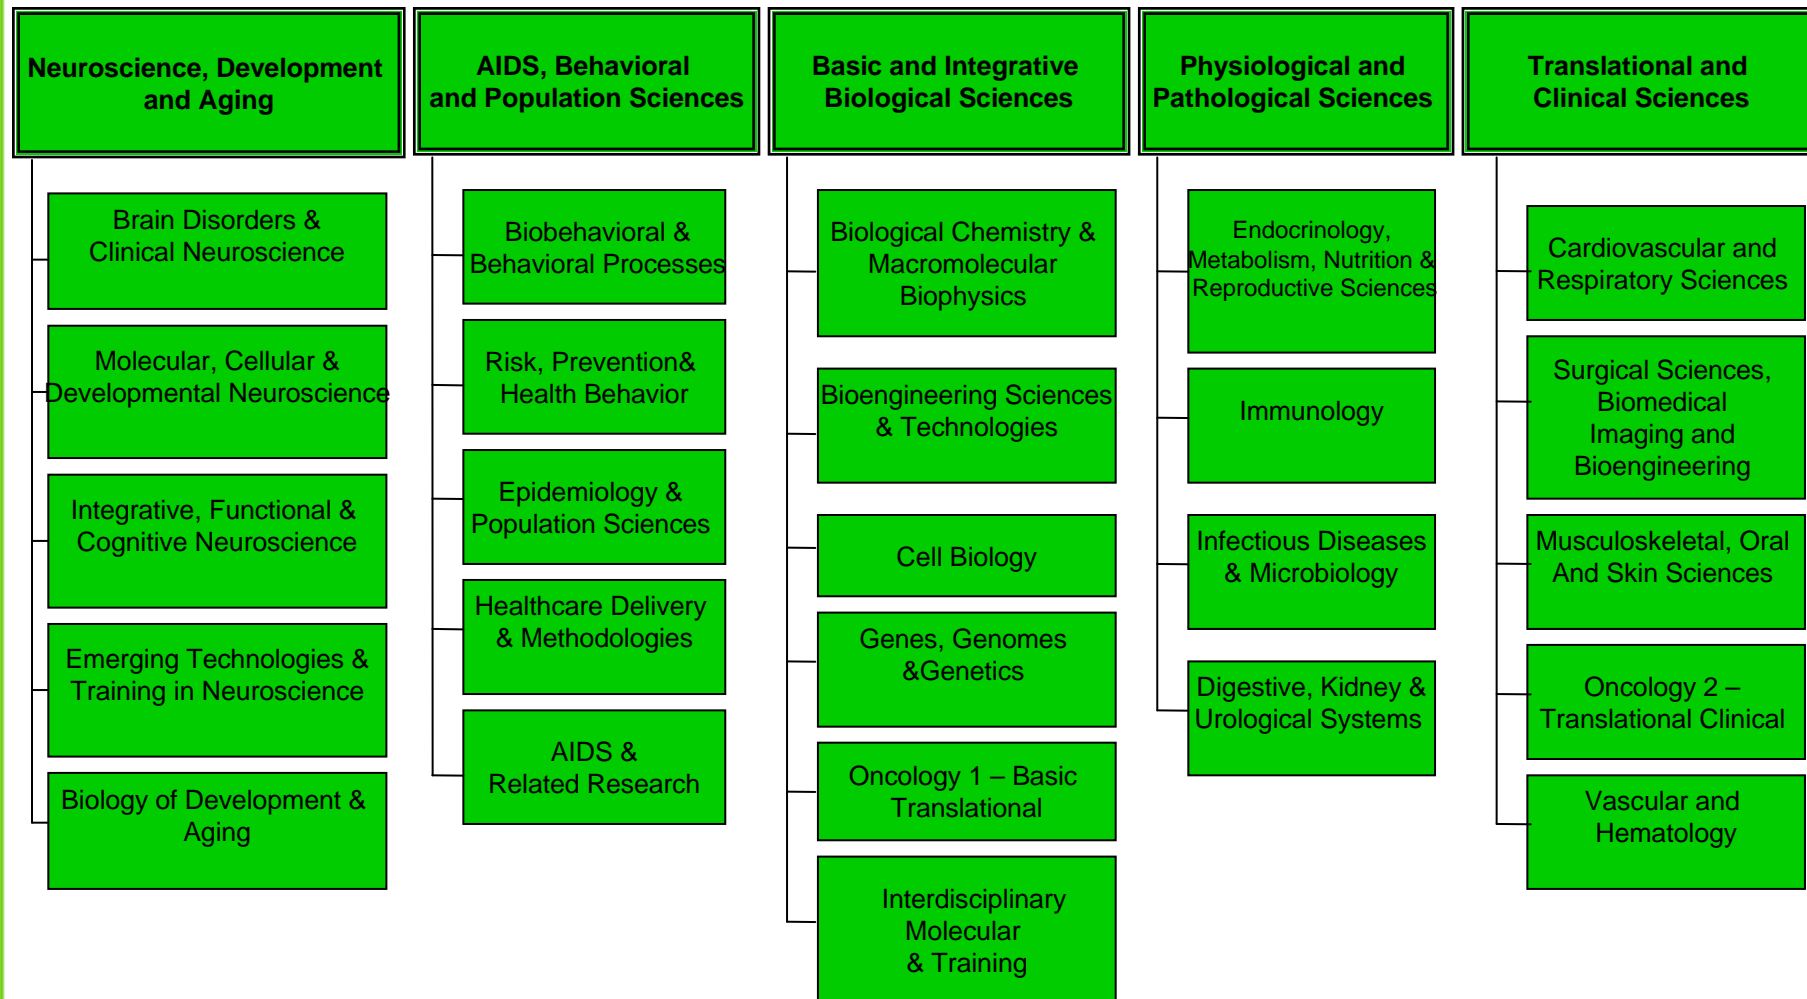 Neuroscience, Development
and Aging
Brain Disorders &
Clinical Neuroscience
Molecular, Cellular &
Developmental Neuroscience
Integrative, Functional &
Cognitive Neuroscience
Emerging Technologies &
Training in Neuroscience
Biology of Development &
Aging
AIDS, Behavioral
and Population Sciences
Biobehavioral &
Behavioral Processes
Risk, Prevention&
Health Behavior
Epidemiology &
Population Sciences
Healthcare Delivery
& Methodologies
AIDS &
Related Research
Basic and Integrative
Biological Sciences
Biological Chemistry &
Macromolecular
Biophysics
Bioengineering Sciences
& Technologies
Cell Biology
Genes, Genomes
&Genetics
Oncology 1 – Basic
Translational
Interdisciplinary
Molecular
& Training
Physiological and
Pathological Sciences
Endocrinology,
Metabolism, Nutrition &
Reproductive Sciences
Immunology
Infectious Diseases
& Microbiology
Digestive, Kidney &
Urological Systems
Translational and
Clinical Sciences
Cardiovascular and
Respiratory Sciences
Surgical Sciences,
Biomedical
Imaging and
Bioengineering
Musculoskeletal, Oral
And Skin Sciences
Oncology 2 –
Translational Clinical
Vascular and
Hematology